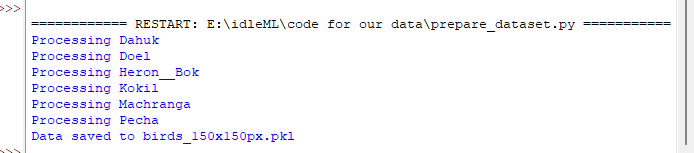 >>>
============ RESTART: E:\idleML\code for our data\prepare_dataset.py ===========
Processing Dahuk
Processing Doel
Processing Heron__Bok
Processing Kokil
Processing Machranga
Processing Pecha
Data saved to birds_150x150px.pkl
>>>